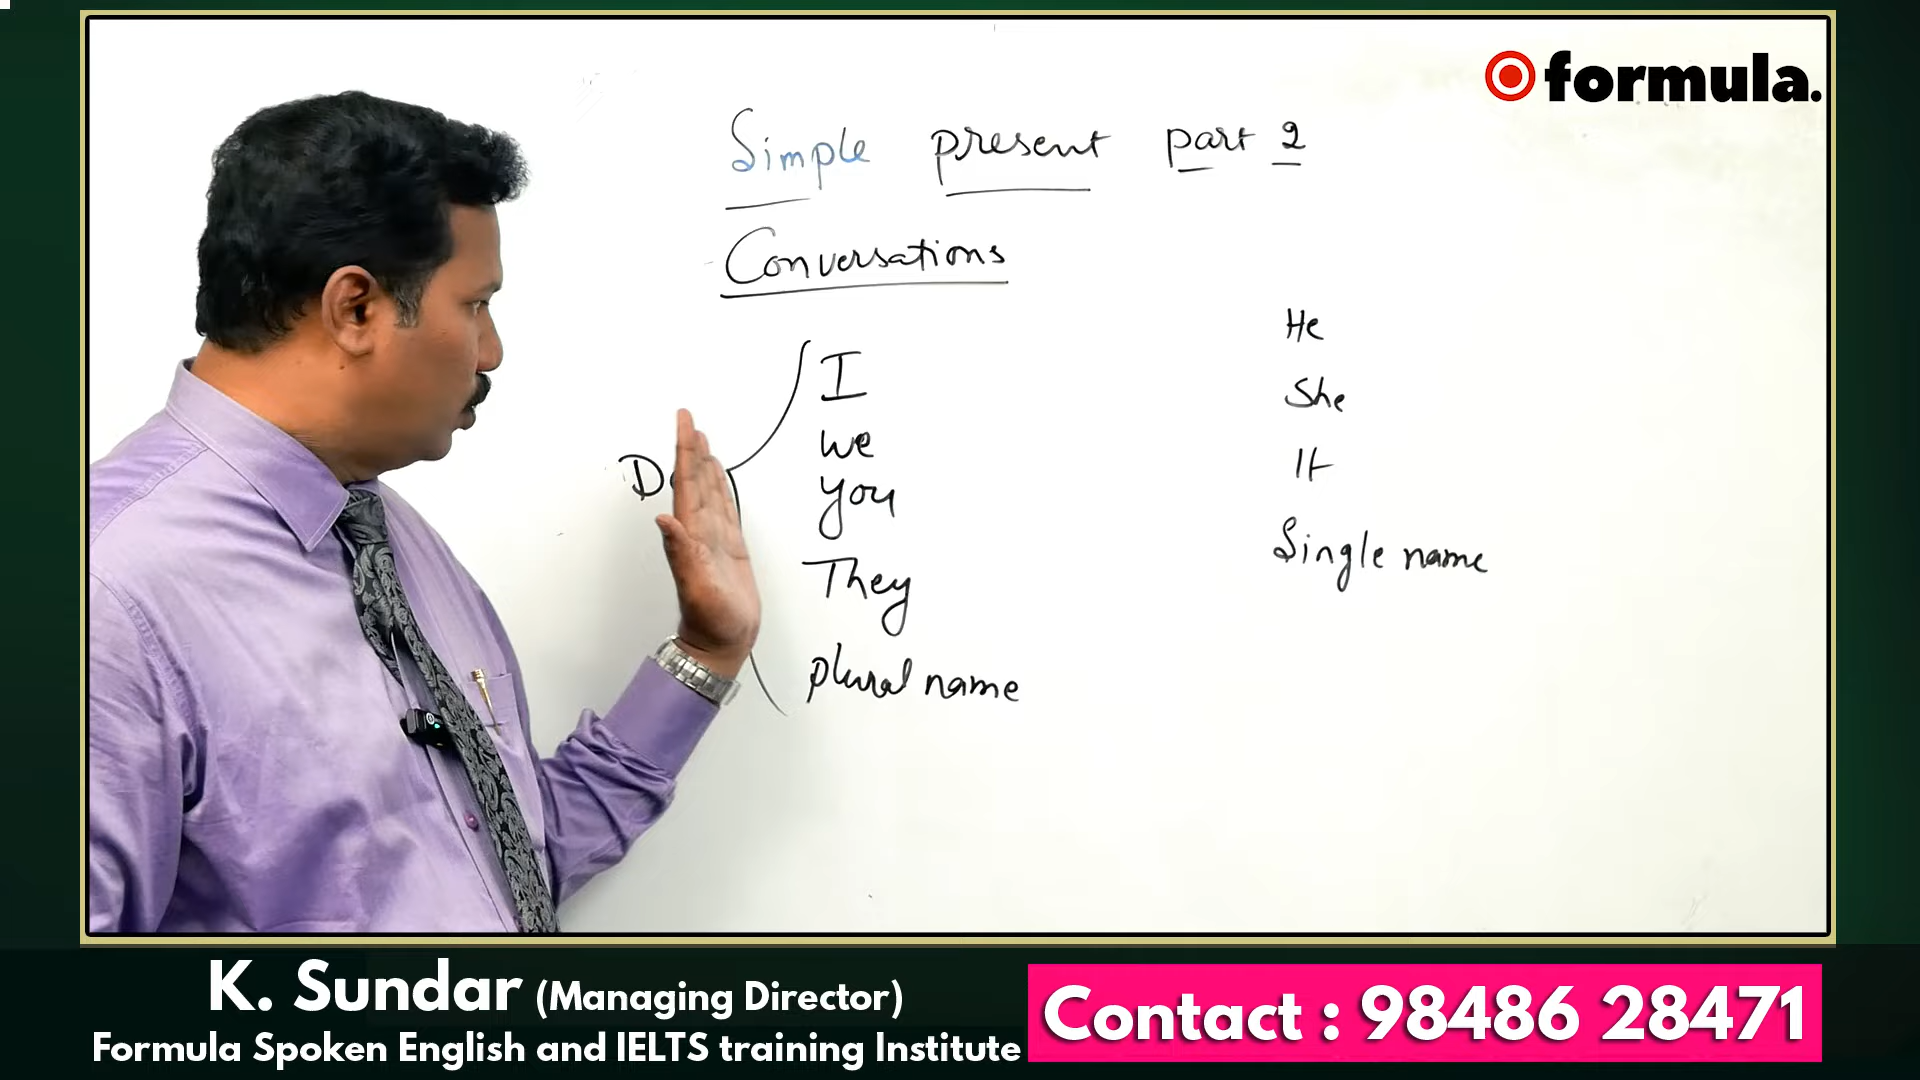 formula.
Simple present part 2
Conversations
I
we
you
They
plural name
He
She
It
Single name
K. Sundar (Managing Director)
Formula Spoken English and IELTS training Institute
Contact : 98486 28471